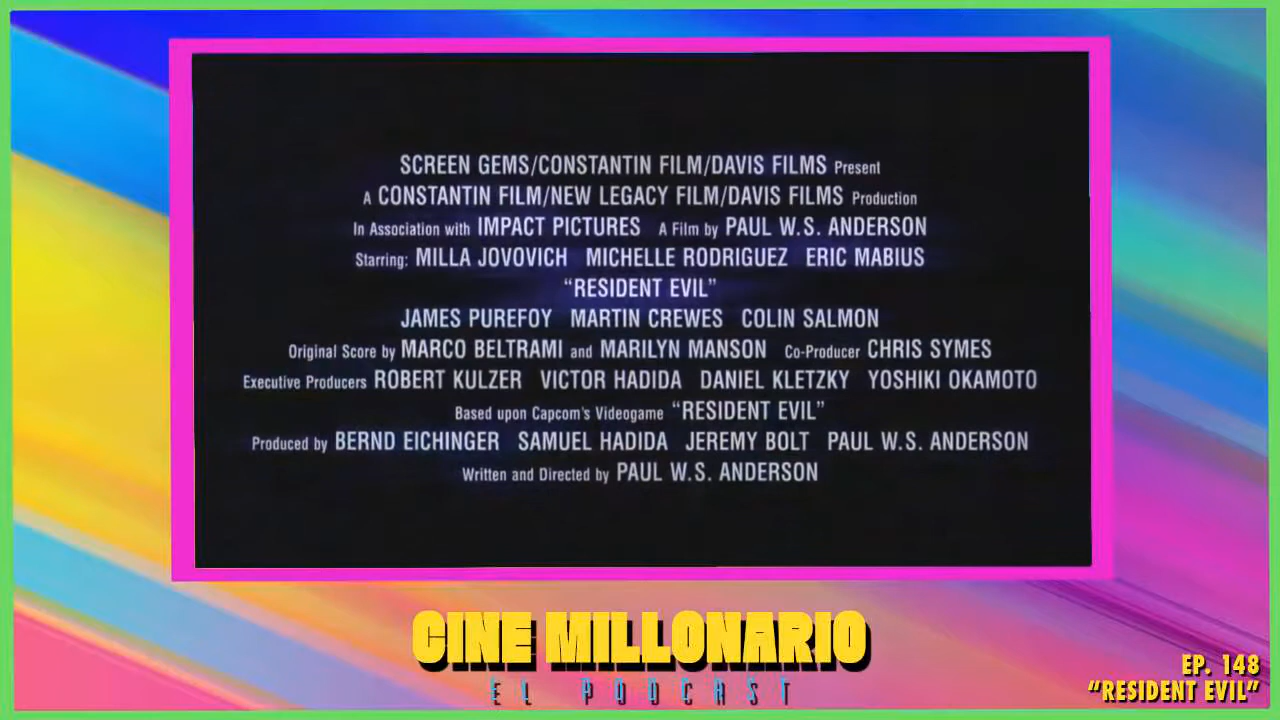 SCREEN GEMS/CONSTANTIN FILM/DAVIS FILMS Present
A CONSTANTIN FILM/NEW LEGACY FILM/DAVIS FILMS Production
In Association with IMPACT PICTURES A Film by PAUL W.S. ANDERSON
Starring: MILLA JOVOVICH MICHELLE RODRIGUEZ ERIC MABIUS
“RESIDENT EVIL”
JAMES PUREFOY MARTIN CREWES COLIN SALMON
Original Score by MARCO BELTRAMI and MARILYN MANSON Co-Producer CHRIS SYMES
Executive Producers ROBERT KULZER VICTOR HADIDA DANIEL KLETZKY YOSHIKI OKAMOTO
Based upon Capcom's Videogame “RESIDENT EVIL”
Produced by BERND EICHINGER SAMUEL HADIDA JEREMY BOLT PAUL W.S. ANDERSON
Written and Directed by PAUL W.S. ANDERSON
CINE MILLONARIO
EL PODCAST
EP. 148
“RESIDENT EVIL”